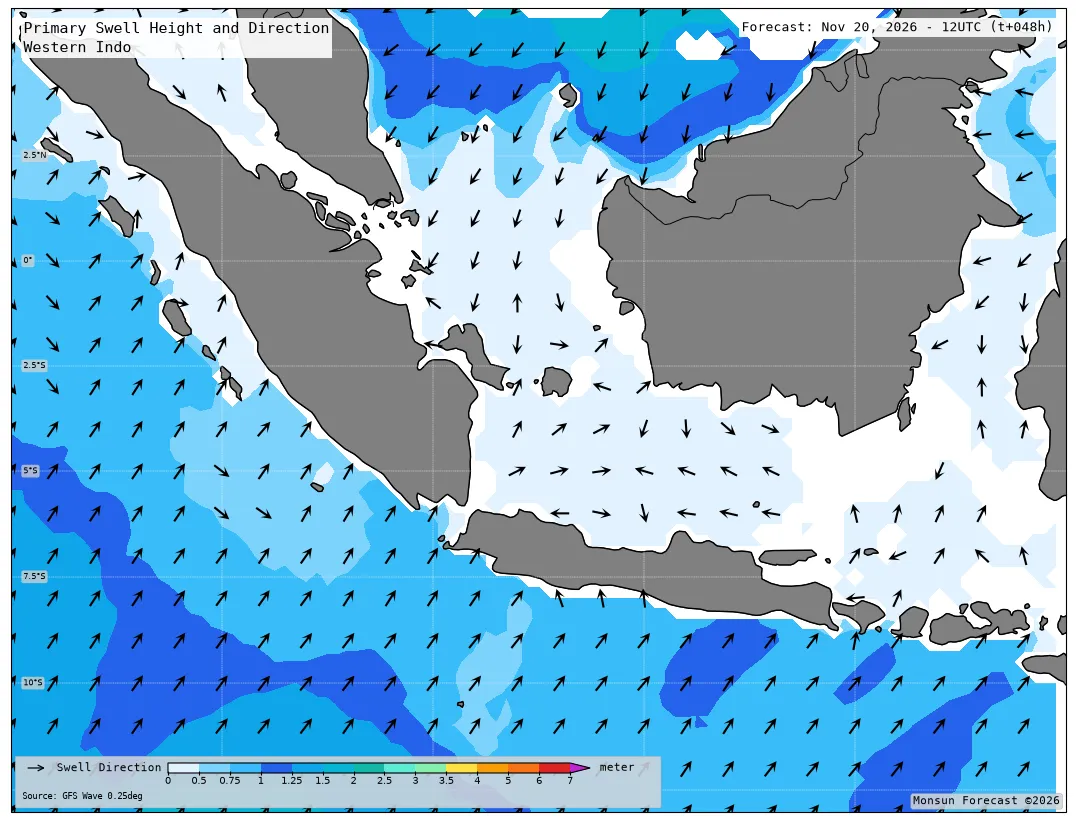 Primary Swell Height and Direction
Western Indo
Forecast: Nov 20, 2026 - 12UTC (t+048h)
2.5°N
0°
2.5°S
5°S
7.5°S
10°S
Swell Direction
0 0.5 0.75 1 1.25 1.5 2 2.5 3 3.5 4 5 6 7
meter
Source: GFS Wave 0.25deg
Monsun Forecast ©2026